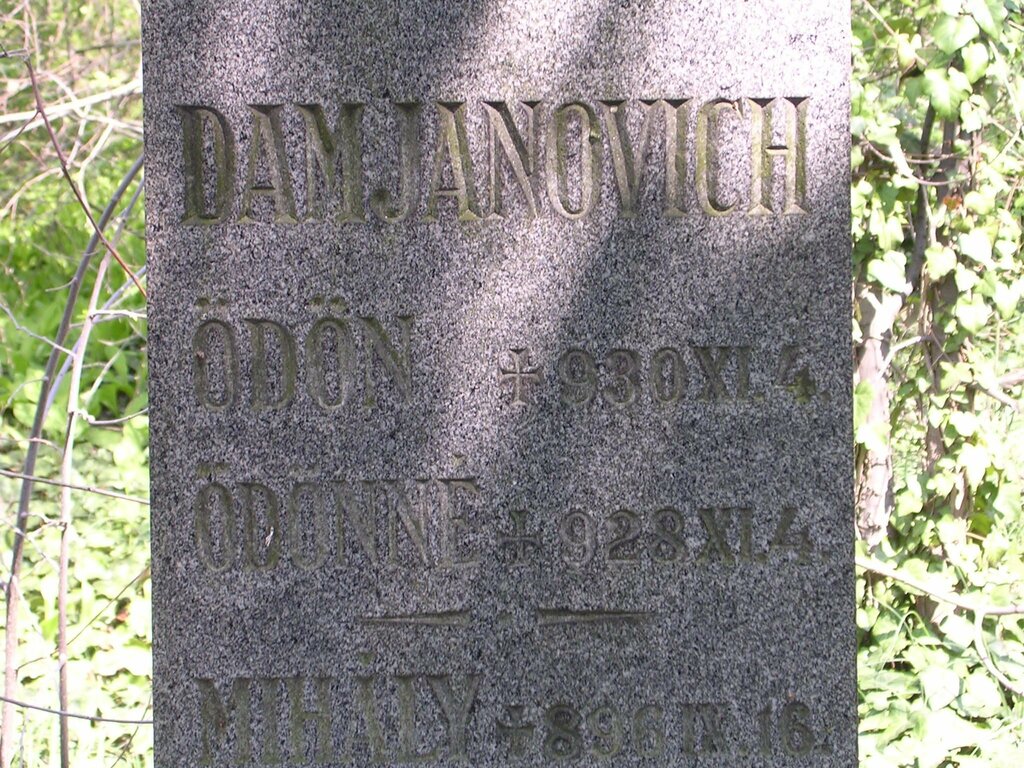 DAMJANOVICH
ÖDÖN ✝ 930 XI. 4.
ÖDÖNNÉ ✝ 928 XI. 4.
MIHÁLY ✝ 896 IX. 16.